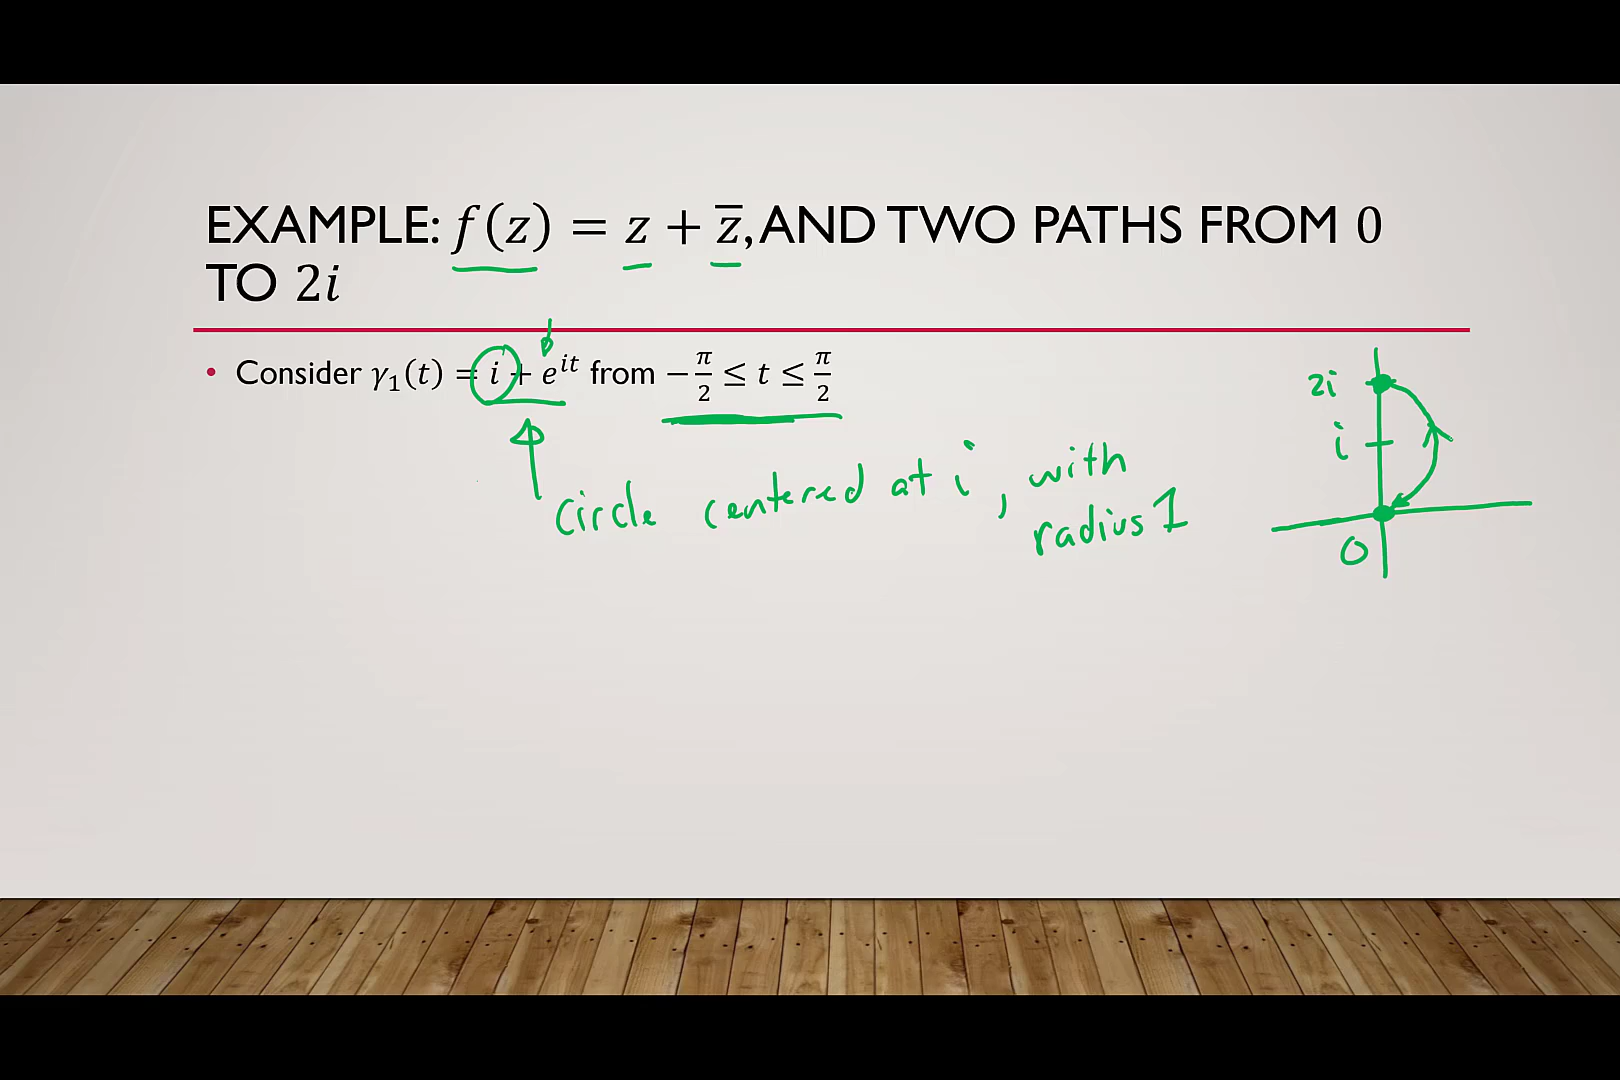 EXAMPLE: f(z) = z + z̅, AND TWO PATHS FROM 0
TO 2i
• Consider γ₁(t) = i + e^{it} from −π/2 ≤ t ≤ π/2
circle centered at i, with
radius 1
2i
i
0